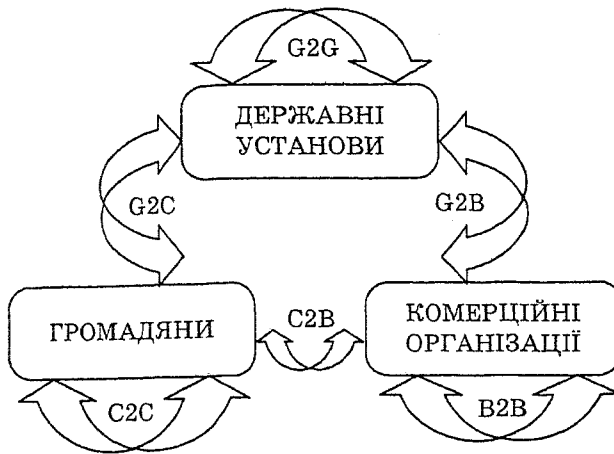 G2G
ДЕРЖАВНІ
УСТАНОВИ
G2C
G2B
ГРОМАДЯНИ
C2B
КОМЕРЦІЙНІ
ОРГАНІЗАЦІЇ
C2C
B2B